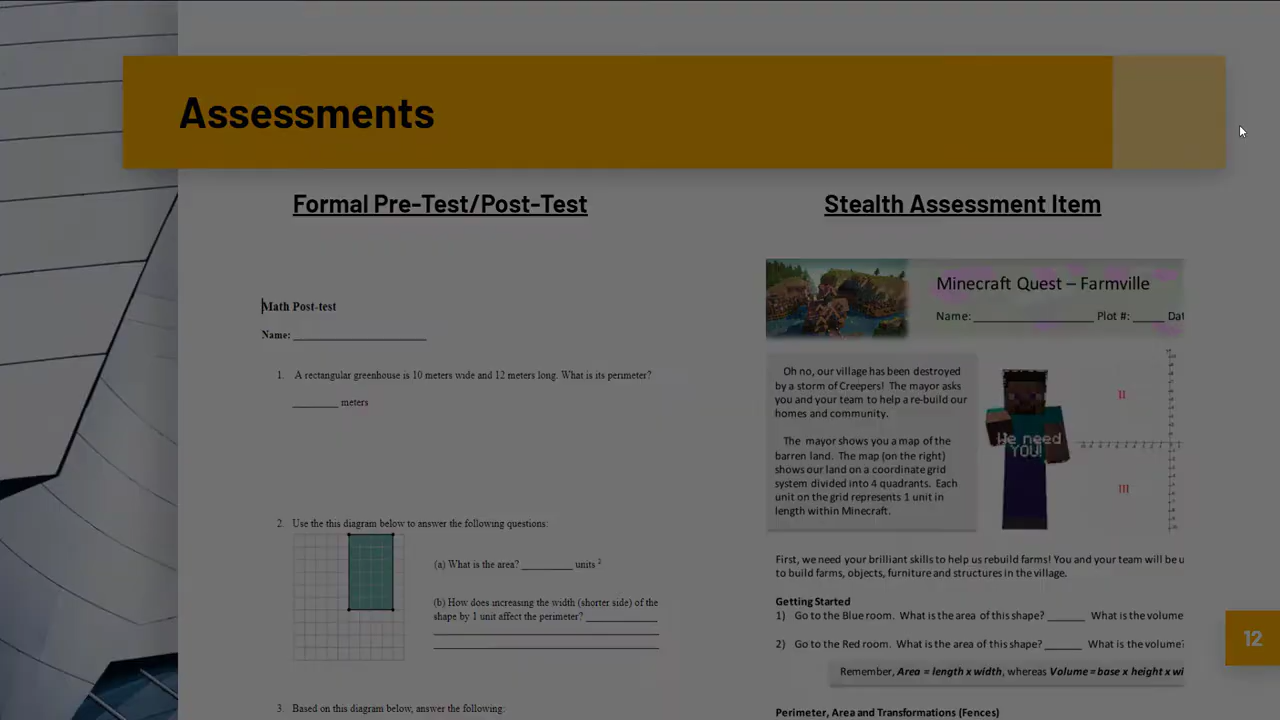 Assessments
Formal Pre-Test/Post-Test
Math Post-test
Name: ____________
1. A rectangular greenhouse is 10 meters wide and 12 meters long. What is its perimeter?
_________ meters
2. Use the this diagram below to answer the following questions:
(a) What is the area? __________ units 2
(b) How does increasing the width (shorter side) of the
shape by 1 unit affect the perimeter? ____________
3. Based on this diagram below, answer the following:
Stealth Assessment Item
Minecraft Quest – Farmville
Name: ____________ Plot #: _____ Dat
Oh no, our village has been destroyed
by a storm of Creepers! The mayor asks
you and your team to help a re-build our
homes and community.
The mayor shows you a map of the
barren land. The map (on the right)
shows our land on a coordinate grid
system divided into 4 quadrants. Each
unit on the grid represents 1 unit in
length within Minecraft.
We need
YOU!
II
III
First, we need your brilliant skills to help us rebuild farms! You and your team will be u
to build farms, objects, furniture and structures in the village.
Getting Started
1) Go to the Blue room. What is the area of this shape? ______ What is the volume
2) Go to the Red room. What is the area of this shape? ______ What is the volume?
Remember, Area = length x width, whereas Volume = base x height x wi
Perimeter, Area and Transformations (Fences)
12